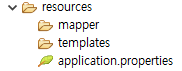 resources
mapper
templates
application.properties